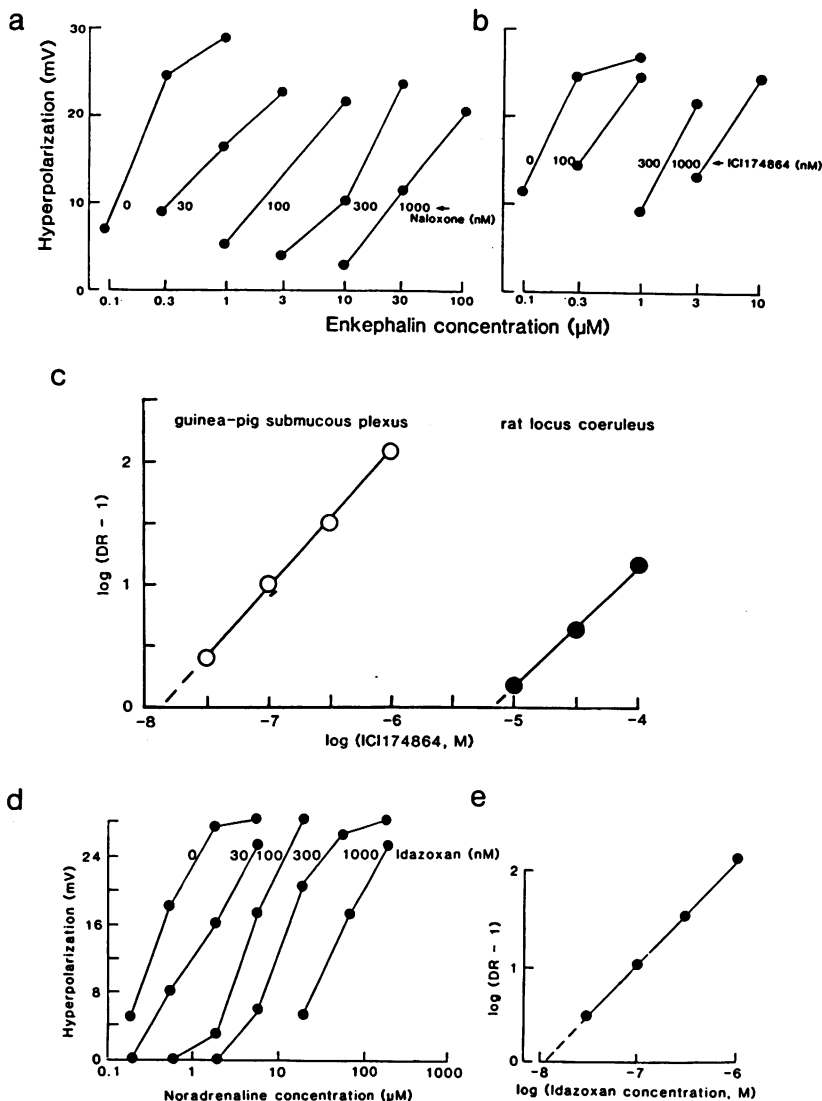 a
b
Hyperpolarization (mV)
30
20
10
0
0
30
100
300
1000
Naloxone (nM)
0.1
0.3
1
3
10
30
100
0
100
300
1000
ICI174864 (nM)
0.1
0.3
1
3
10
Enkephalin concentration (μM)
c
guinea-pig submucous plexus
rat locus coeruleus
log (DR - 1)
2
1
0
-8
-7
-6
-5
-4
log (ICI174864, M)
d
Hyperpolarization (mV)
24
16
8
0
0
30
100
300
1000
Idazoxan (nM)
0.1
1
10
100
1000
Noradrenaline concentration (μM)
e
log (DR - 1)
2
1
0
-8
-7
-6
log (Idazoxan concentration, M)